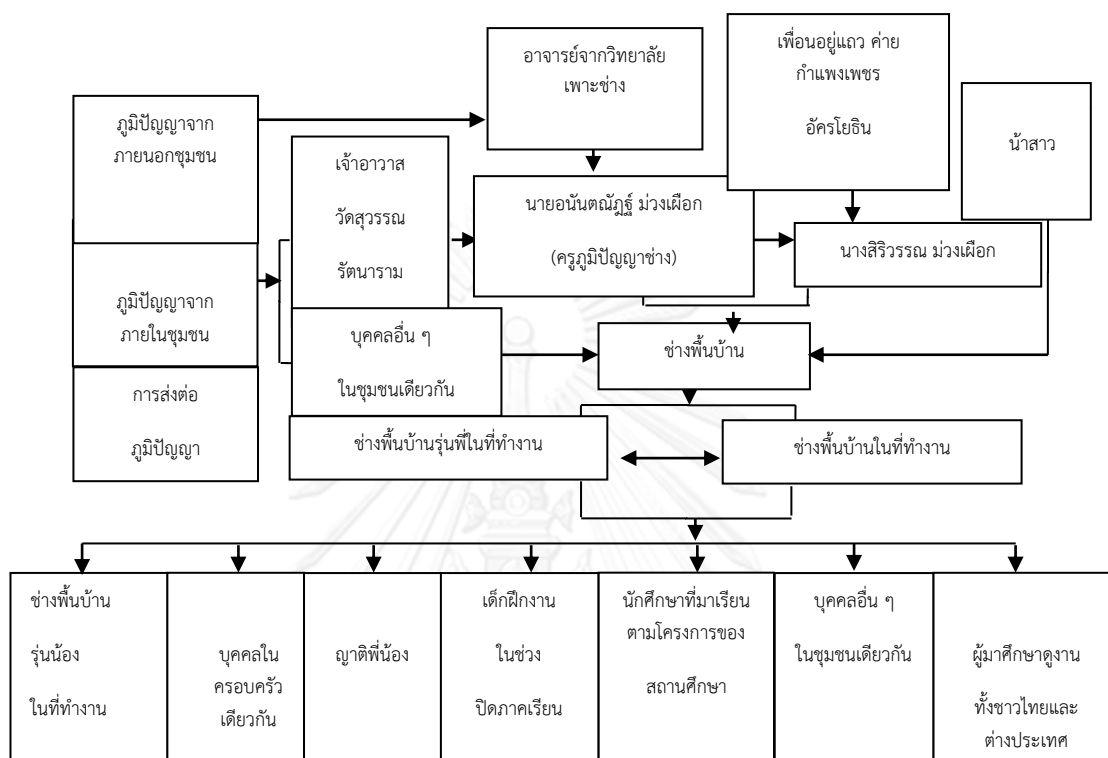 อาจารย์จากวิทยาลัย
เพาะช่าง
เพื่อนอยู่แถว ค่าย
กำแพงเพชร
อัครโยธิน
น้าสาว
ภูมิปัญญาจาก
ภายนอกชุมชน
เจ้าอาวาส
วัดสุวรรณ
รัตนาราม
นายอนันตณัฎฐ์ ม่วงเผือก
(ครูภูมิปัญญาช่าง)
นางสิริวรรณ ม่วงเผือก
ภูมิปัญญาจาก
ภายในชุมชน
บุคคลอื่น ๆ
ในชุมชนเดียวกัน
ช่างพื้นบ้าน
การส่งต่อ
ภูมิปัญญา
ช่างพื้นบ้านรุ่นพี่ในที่ทำงาน
ช่างพื้นบ้านในที่ทำงาน
ช่างพื้นบ้าน
รุ่นน้อง
ในที่ทำงาน
บุคคลใน
ครอบครัว
เดียวกัน
ญาติพี่น้อง
เด็กฝึกงาน
ในช่วง
ปิดภาคเรียน
นักศึกษาที่มาเรียน
ตามโครงการของ
สถานศึกษา
บุคคลอื่น ๆ
ในชุมชนเดียวกัน
ผู้มาศึกษาดูงาน
ทั้งชาวไทยและ
ต่างประเทศ